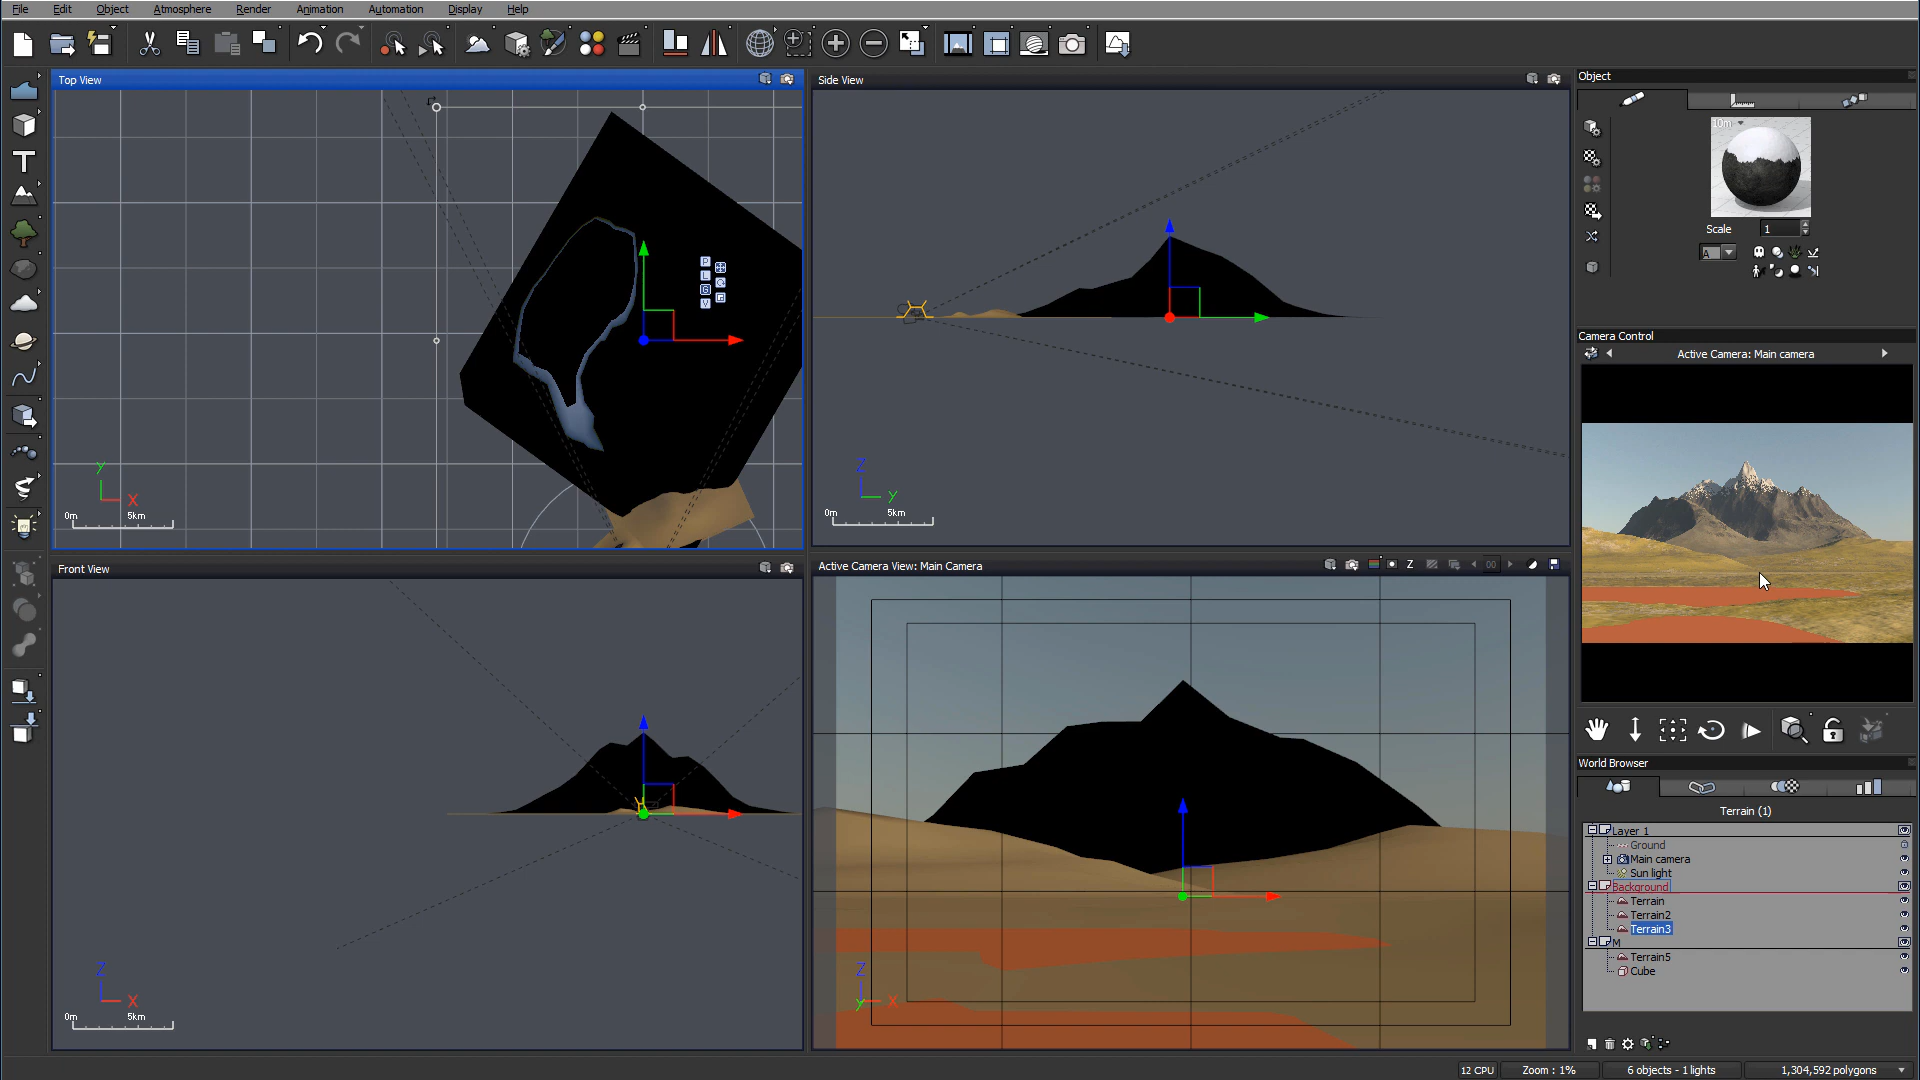 File Edit Object Atmosphere Render Animation Automation Display Help
Top View
Side View
Object
P
L
G
V
10m
Scale 1
A
Camera Control
Active Camera: Main camera
y
X
0m 5km
Z
y
0m 5km
Front View
Active Camera View: Main Camera
Z
00
World Browser
Terrain (1)
Layer 1
Ground
Main camera
Sun light
Background
Terrain
Terrain2
Terrain3
M
Terrain5
Cube
Z
X
0m 5km
Z
y
X
12 CPU Zoom : 1% 6 objects - 1 lights 1,304,592 polygons